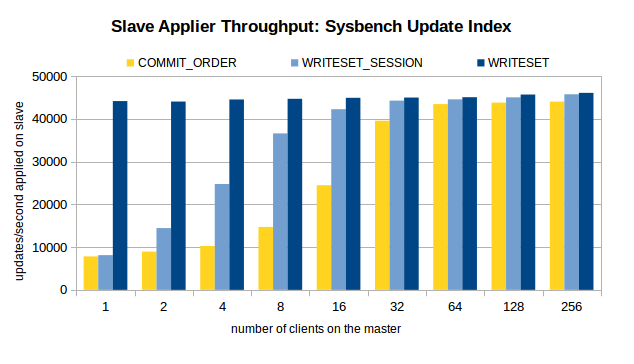 Slave Applier Throughput: Sysbench Update Index
COMMIT_ORDER WRITESET_SESSION WRITESET
updates/second applied on slave
50000
40000
30000
20000
10000
0
1 2 4 8 16 32 64 128 256
number of clients on the master